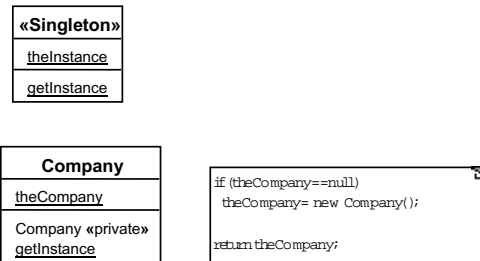 «Singleton»
theInstance
getInstance
Company
theCompany
Company «private»
getInstance
if (theCompany==null)
theCompany= new Company();
return theCompany;